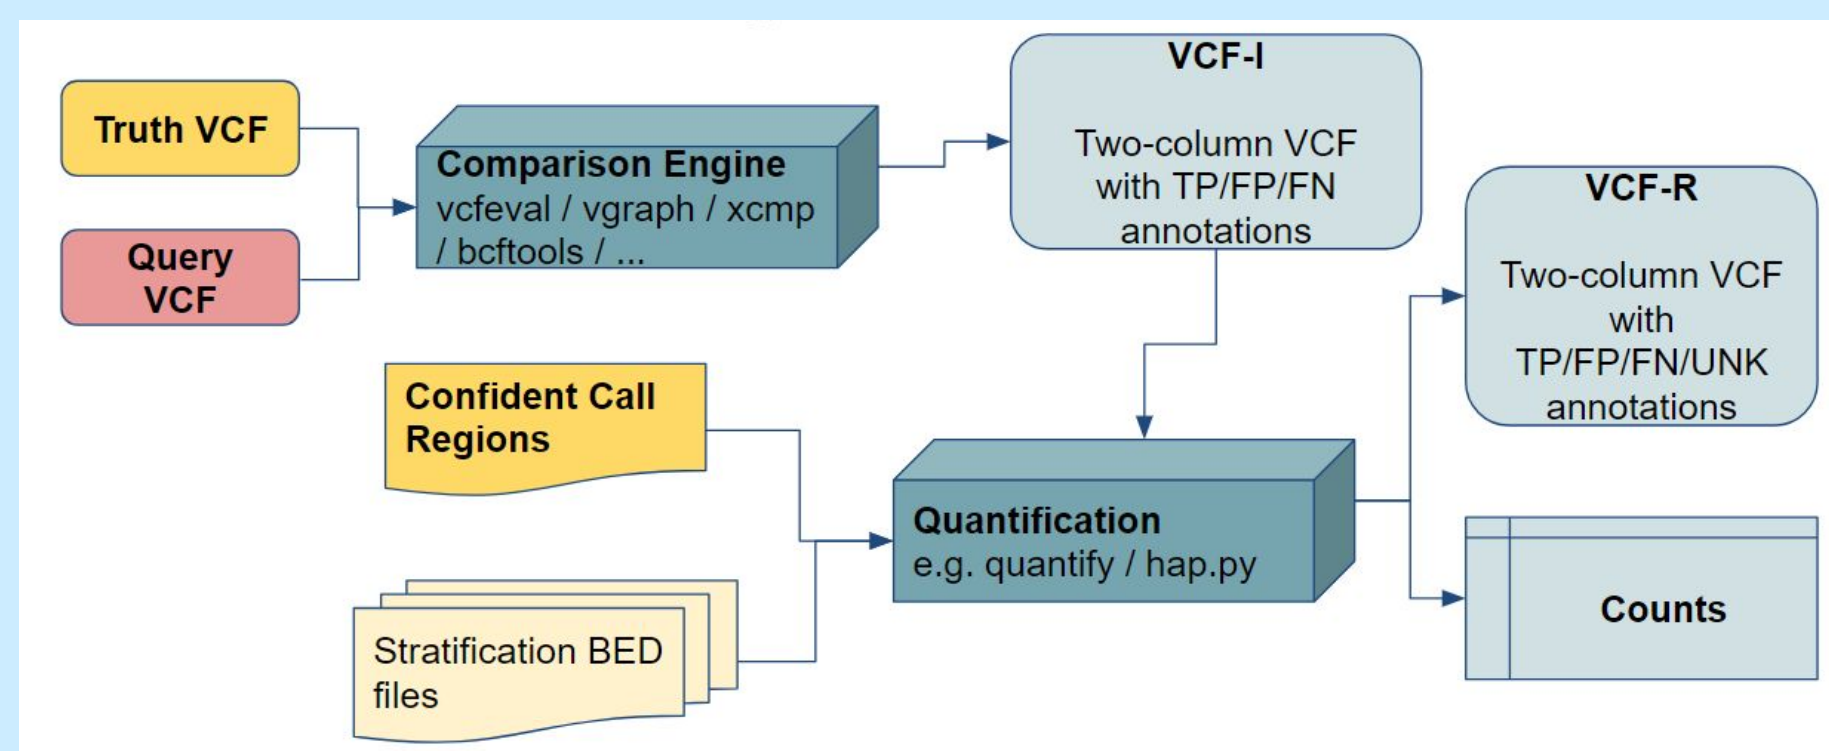 Truth VCF
Query
VCF
Comparison Engine
vcfeval / vgraph / xcmp
/ bcftools / ...
VCF-I
Two-column VCF
with TP/FP/FN
annotations
VCF-R
Two-column VCF
with
TP/FP/FN/UNK
annotations
Confident Call
Regions
Stratification BED
files
Quantification
e.g. quantify / hap.py
Counts